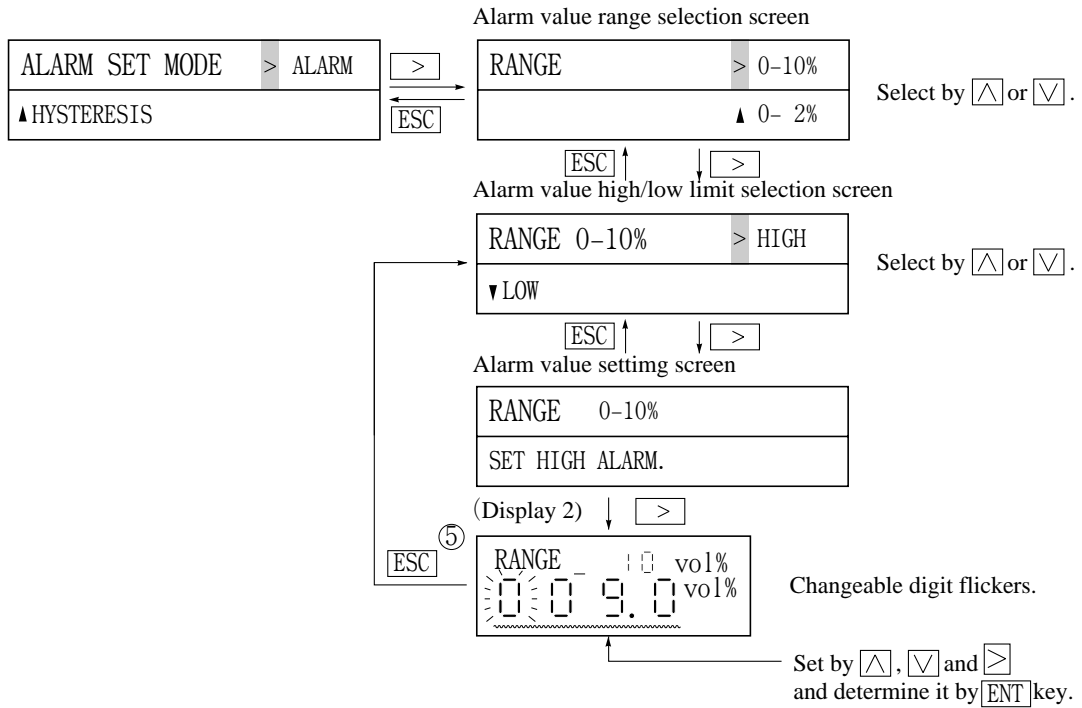 Alarm value range selection screen
ALARM SET MODE > ALARM
▲HYSTERESIS
>
ESC
RANGE > 0-10%
▲ 0- 2%
Select by ∧ or ∨ .
ESC >
Alarm value high/low limit selection screen
RANGE 0-10% > HIGH
▼LOW
Select by ∧ or ∨ .
ESC >
Alarm value settimg screen
RANGE 0-10%
SET HIGH ALARM.
(Display 2) >
⑤
ESC
RANGE 10 vol%
0 0 9.0 vol%
Changeable digit flickers.
Set by ∧ , ∨ and >
and determine it by ENT key.